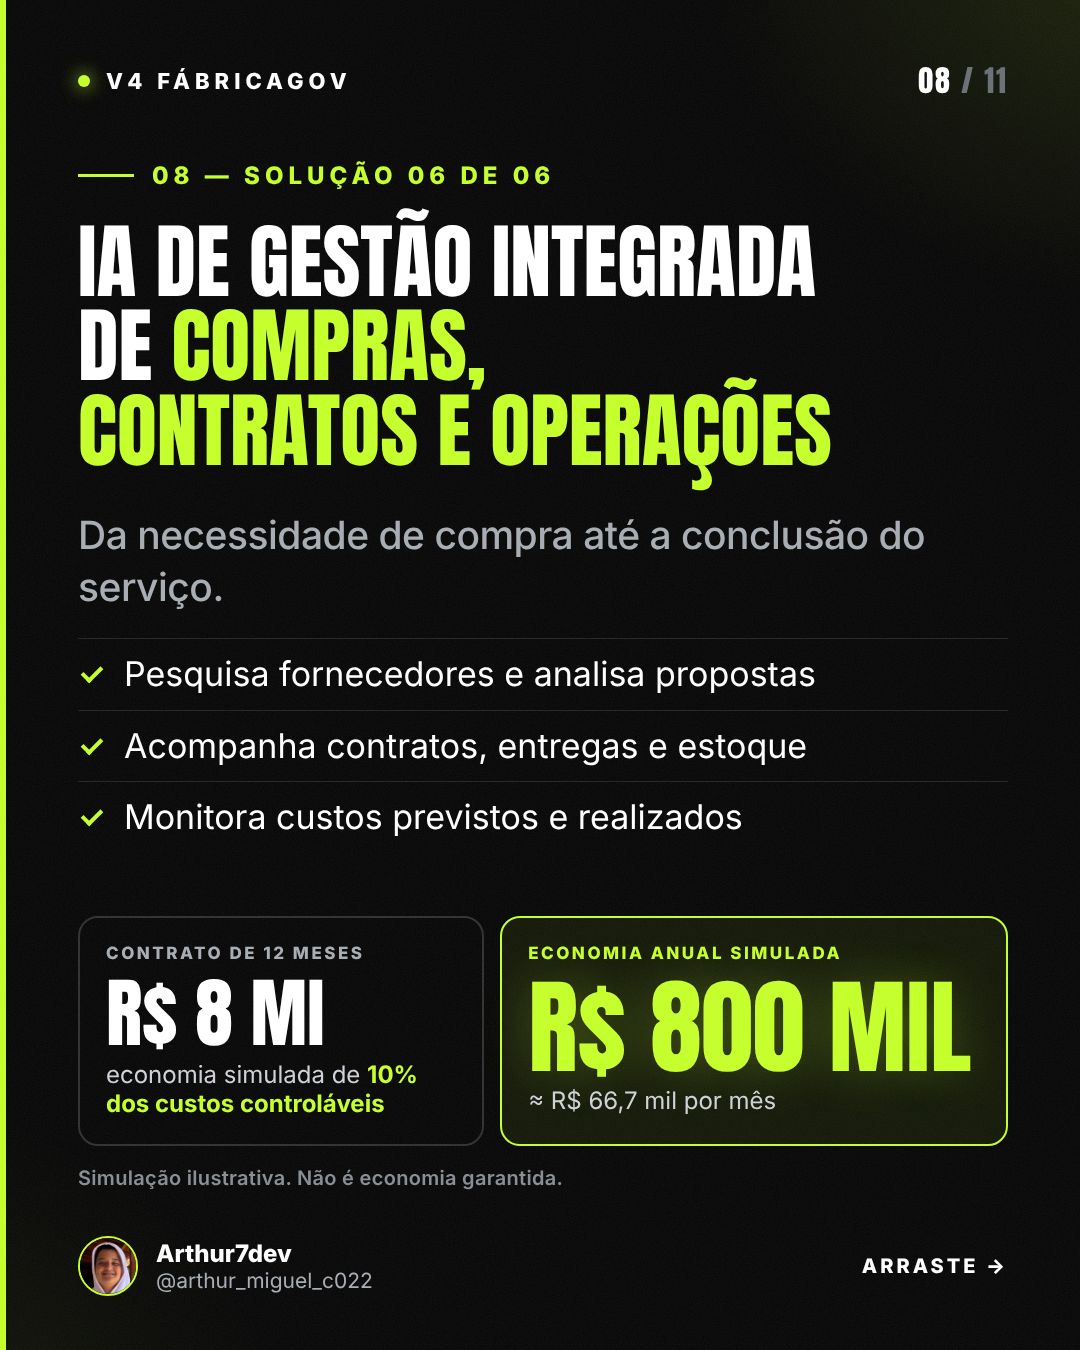 V4 FÁBRICAGOV
08 / 11
08 — SOLUÇÃO 06 DE 06
IA DE GESTÃO INTEGRADA
DE COMPRAS,
CONTRATOS E OPERAÇÕES
Da necessidade de compra até a conclusão do
serviço.
✓ Pesquisa fornecedores e analisa propostas
✓ Acompanha contratos, entregas e estoque
✓ Monitora custos previstos e realizados
CONTRATO DE 12 MESES
R$ 8 MI
economia simulada de 10%
dos custos controláveis
ECONOMIA ANUAL SIMULADA
R$ 800 MIL
≈ R$ 66,7 mil por mês
Simulação ilustrativa. Não é economia garantida.
Arthur7dev
@arthur_miguel_c022
ARRASTE →